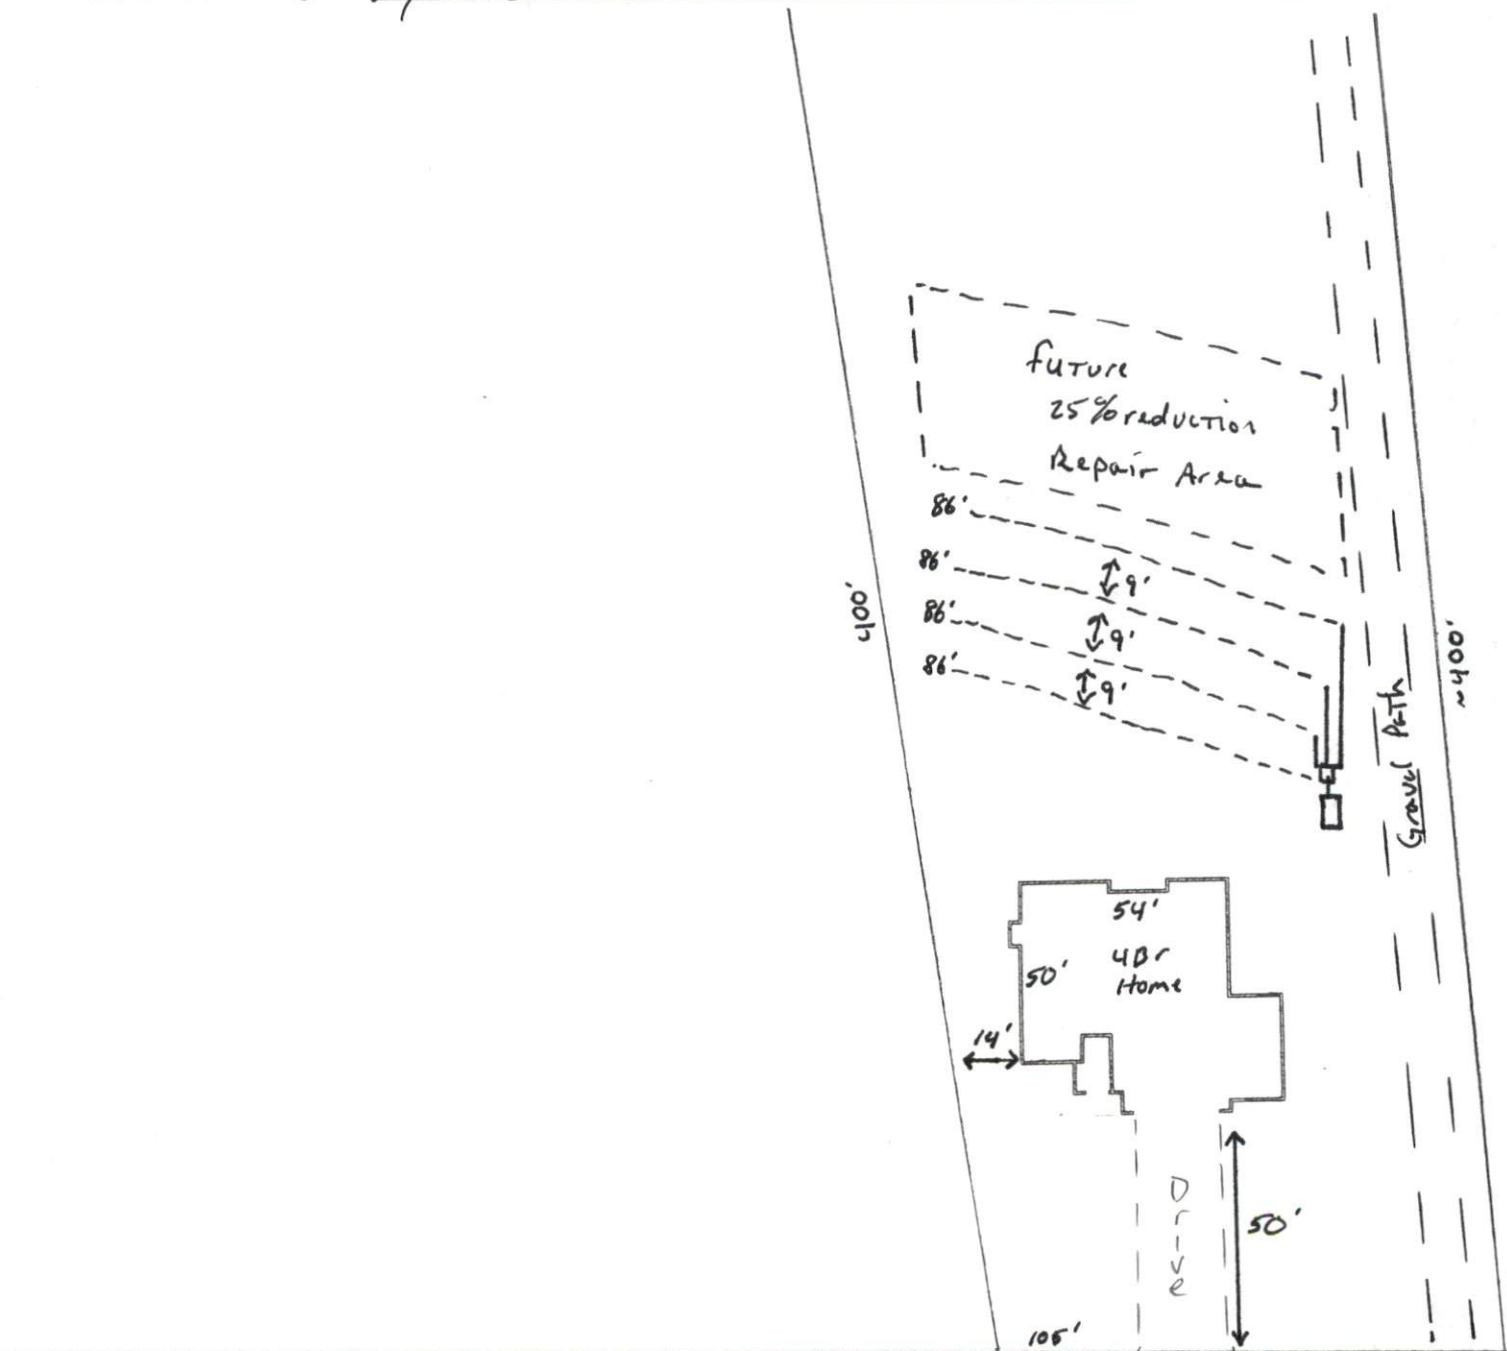 Future
25% reduction
Repair Area
86'
86'
9'
86'
9'
86'
9'
400'
~400'
Gravel Path
54'
4Br
Home
50'
14'
Drive
50'
105'